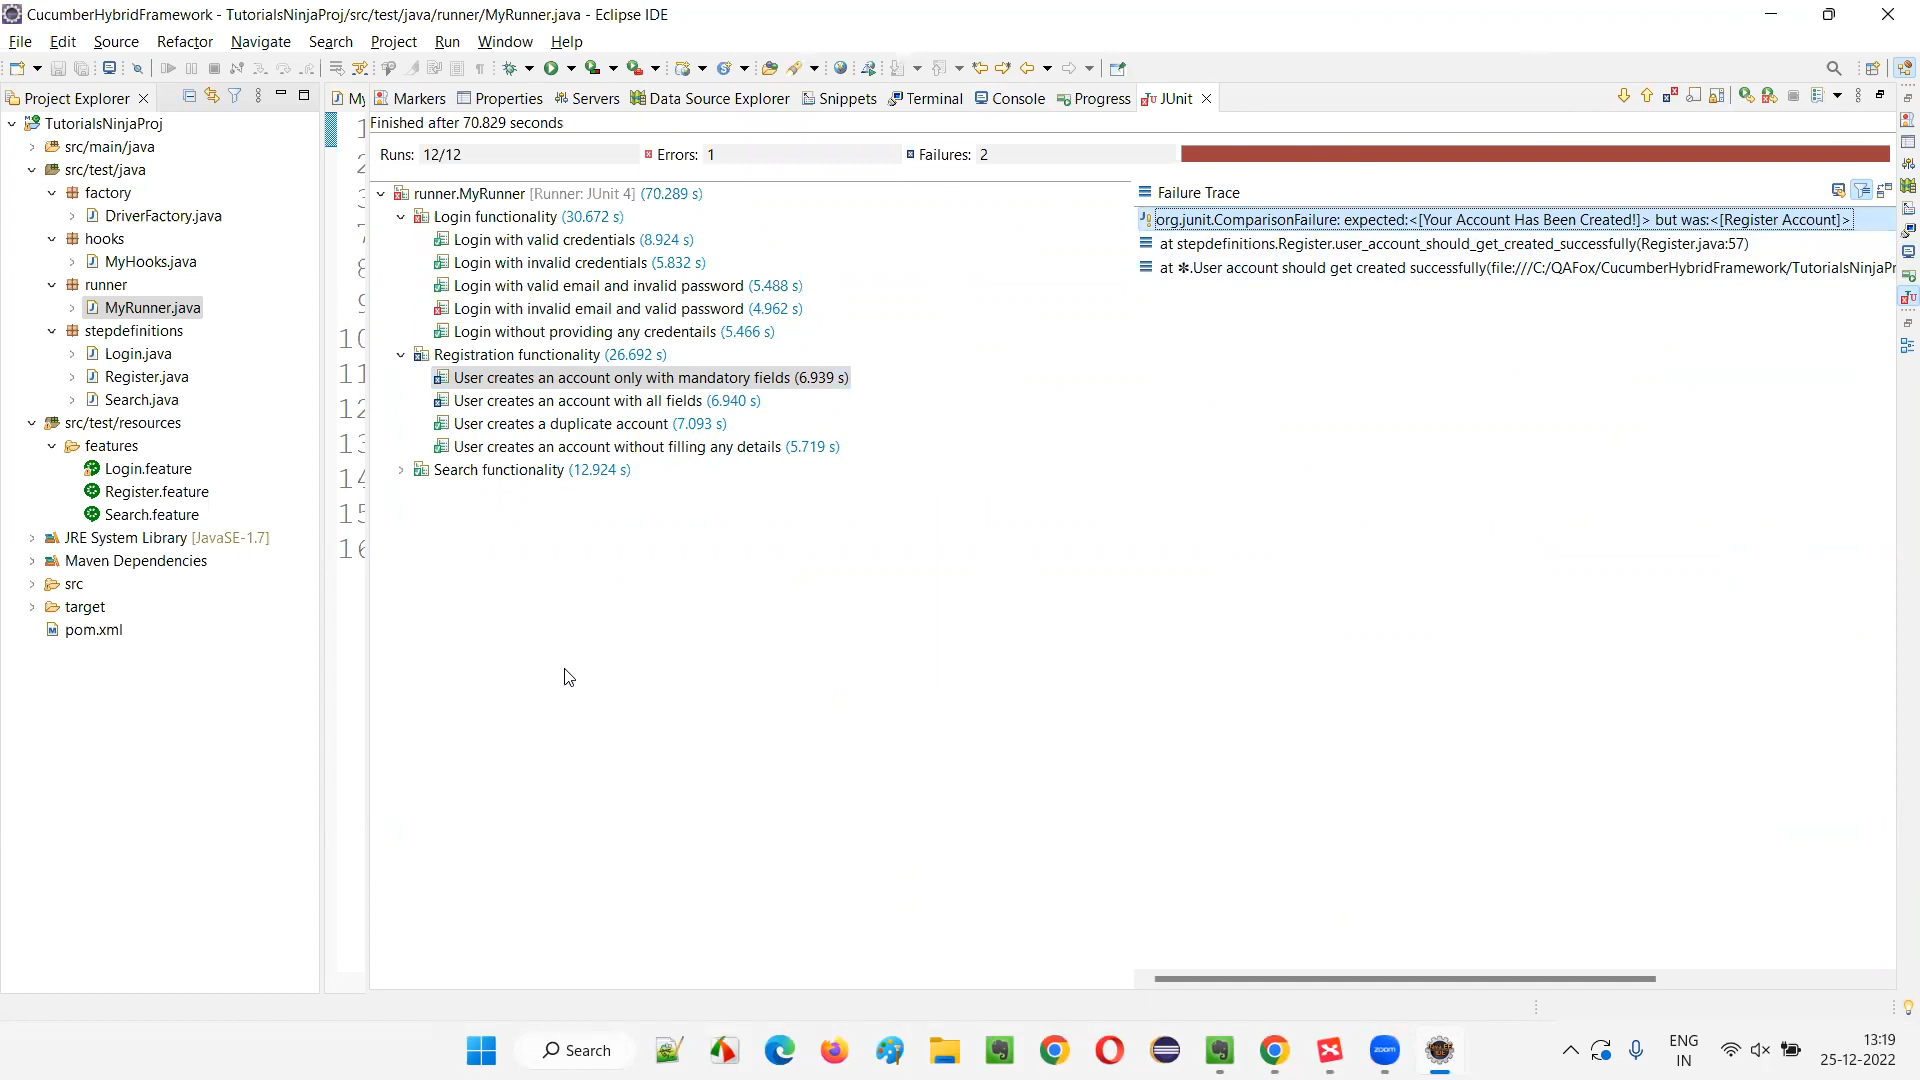 CucumberHybridFramework - TutorialsNinjaProj/src/test/java/runner/MyRunner.java - Eclipse IDE
File Edit Source Refactor Navigate Search Project Run Window Help
Project Explorer
My Markers Properties Servers Data Source Explorer Snippets Terminal Console Progress JUnit
TutorialsNinjaProj
src/main/java
src/test/java
factory
DriverFactory.java
hooks
MyHooks.java
runner
MyRunner.java
stepdefinitions
Login.java
Register.java
Search.java
src/test/resources
features
Login.feature
Register.feature
Search.feature
JRE System Library [JavaSE-1.7]
Maven Dependencies
src
target
pom.xml
Finished after 70.829 seconds
Runs: 12/12 Errors: 1 Failures: 2
runner.MyRunner [Runner: JUnit 4] (70.289 s)
Login functionality (30.672 s)
Login with valid credentials (8.924 s)
Login with invalid credentials (5.832 s)
Login with valid email and invalid password (5.488 s)
Login with invalid email and valid password (4.962 s)
Login without providing any credentails (5.466 s)
Registration functionality (26.692 s)
User creates an account only with mandatory fields (6.939 s)
User creates an account with all fields (6.940 s)
User creates a duplicate account (7.093 s)
User creates an account without filling any details (5.719 s)
Search functionality (12.924 s)
Failure Trace
org.junit.ComparisonFailure: expected:<[Your Account Has Been Created!]> but was:<[Register Account]>
at stepdefinitions.Register.user_account_should_get_created_successfully(Register.java:57)
at ✻.User account should get created successfully(file:///C:/QAFox/CucumberHybridFramework/TutorialsNinjaPr
Search
zoom
ENG
IN
13:19
25-12-2022